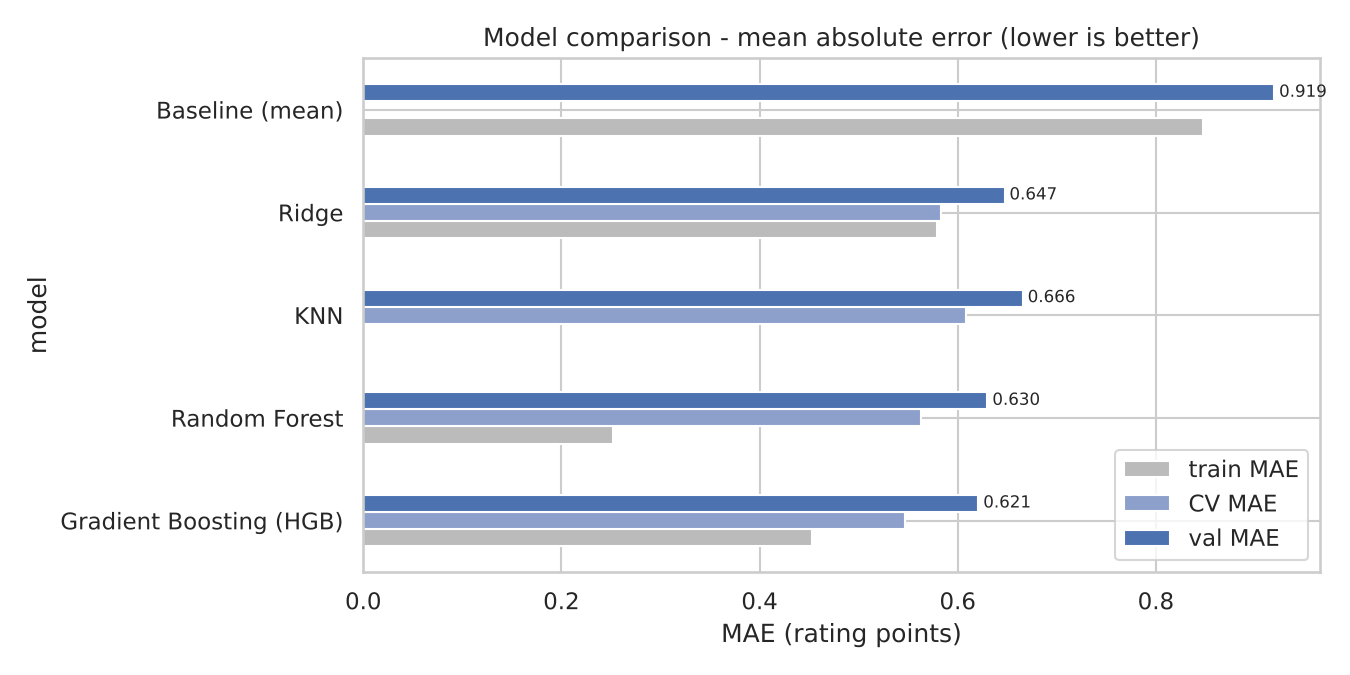 Model comparison - mean absolute error (lower is better)
model
Baseline (mean)
0.919
Ridge
0.647
KNN
0.666
Random Forest
0.630
Gradient Boosting (HGB)
0.621
train MAE
CV MAE
val MAE
0.0 0.2 0.4 0.6 0.8
MAE (rating points)